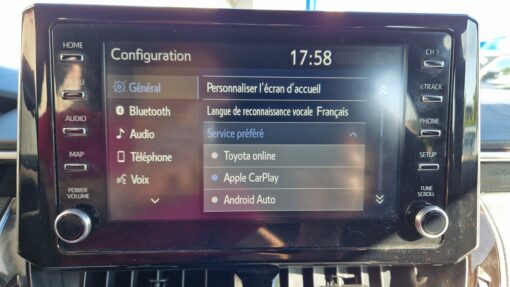 HOME
MENU
AUDIO
MAP
POWER
VOLUME
Configuration
17:58
Général
Bluetooth
Audio
Téléphone
Voix
Personnaliser l'écran d'accueil
Langue de reconnaissance vocale Français
Service préféré
Toyota online
Apple CarPlay
Android Auto
CH >
< TRACK
PHONE
SETUP
TUNE
SCROLL